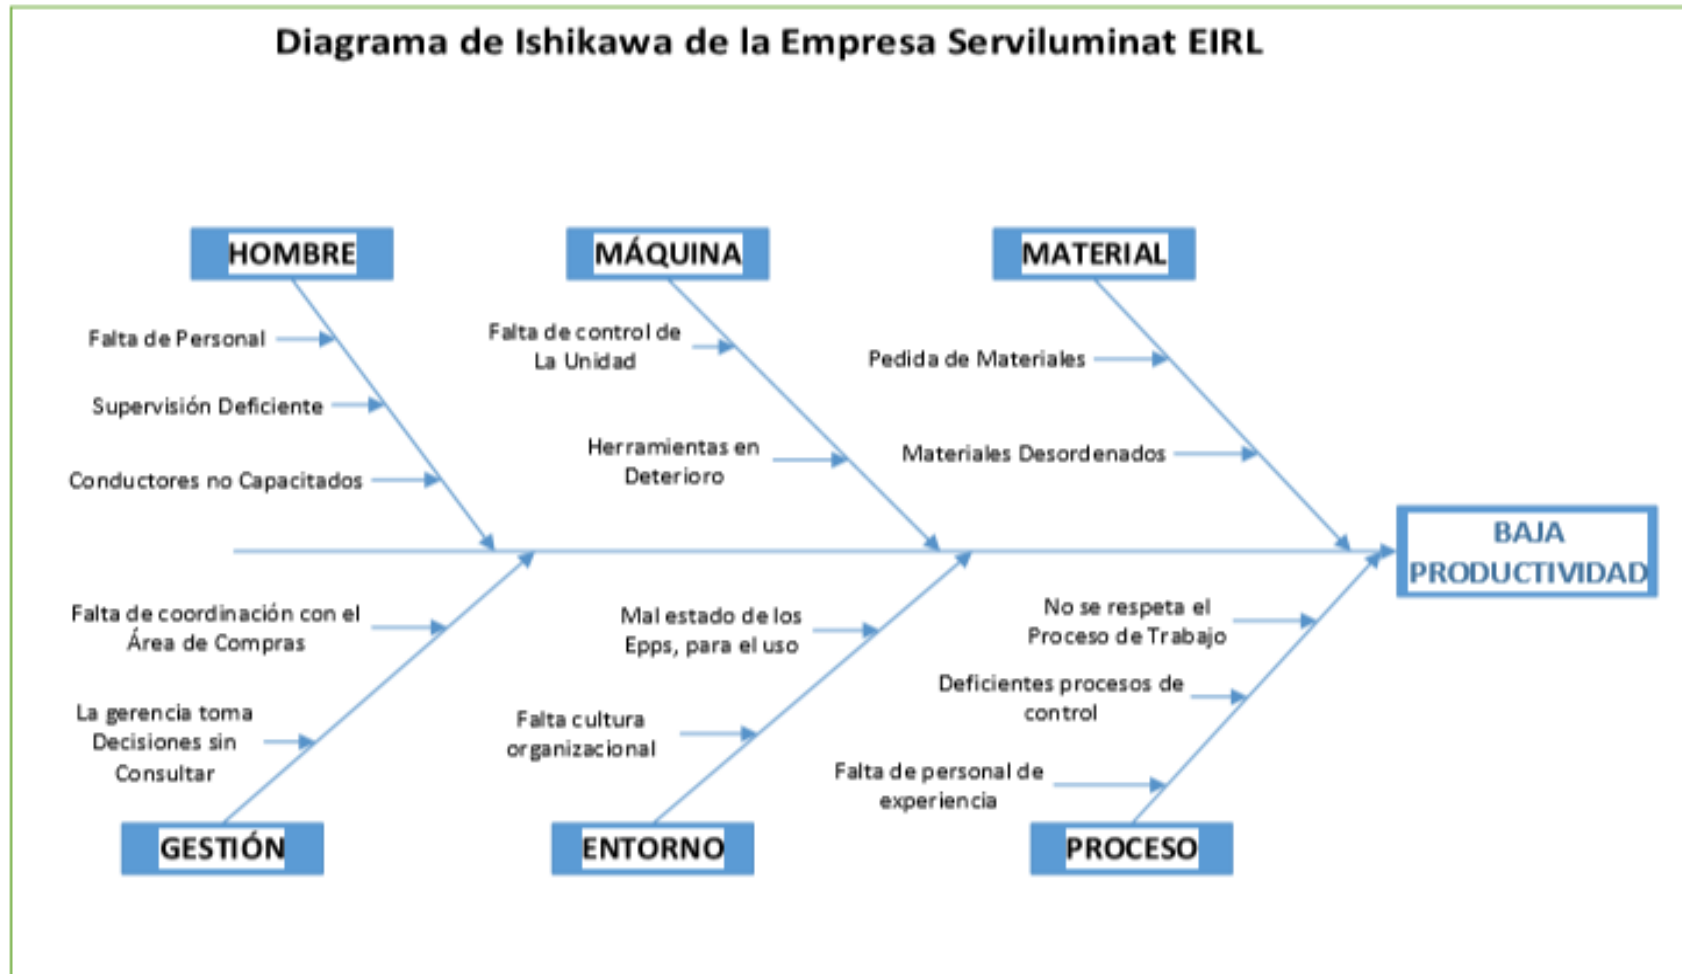 Diagrama de Ishikawa de la Empresa Serviluminat EIRL
HOMBRE
MÁQUINA
MATERIAL
Falta de Personal
Supervisión Deficiente
Conductores no Capacitados
Falta de control de
La Unidad
Herramientas en
Deterioro
Pedida de Materiales
Materiales Desordenados
BAJA
PRODUCTIVIDAD
Falta de coordinación con el
Área de Compras
La gerencia toma
Decisiones sin
Consultar
Mal estado de los
Epps, para el uso
Falta cultura
organizacional
No se respeta el
Proceso de Trabajo
Deficientes procesos de
control
Falta de personal de
experiencia
GESTIÓN
ENTORNO
PROCESO